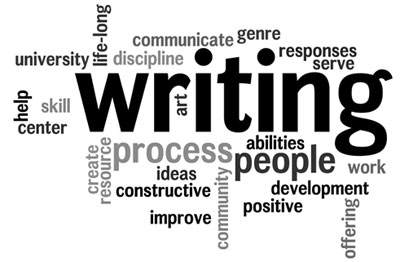 communicate
genre
life-long
university
discipline
responses
serve
writing
help
skill
center
art
create
resource
process
abilities
people
ideas
constructive
community
work
development
improve
positive
offering